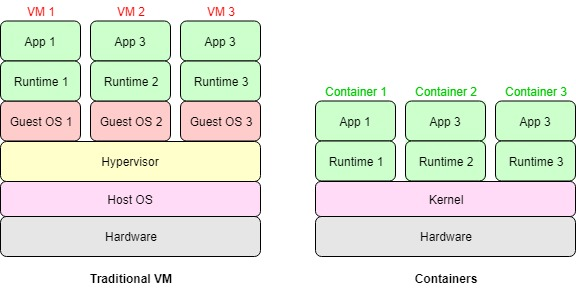 VM 1 VM 2 VM 3
App 1 App 3 App 3
Runtime 1 Runtime 2 Runtime 3
Guest OS 1 Guest OS 2 Guest OS 3
Hypervisor
Host OS
Hardware
Traditional VM
Container 1 Container 2 Container 3
App 1 App 3 App 3
Runtime 1 Runtime 2 Runtime 3
Kernel
Hardware
Containers